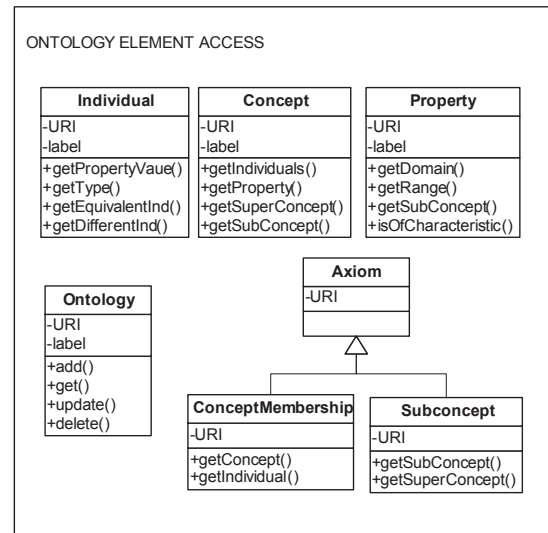 ONTOLOGY ELEMENT ACCESS
Individual
-URI
-label
+getPropertyVaue()
+getType()
+getEquivalentInd()
+getDifferentInd()
Concept
-URI
-label
+getIndividuals()
+getProperty()
+getSuperConcept()
+getSubConcept()
Property
-URI
-label
+getDomain()
+getRange()
+getSubConcept()
+isOfCharacteristic()
Ontology
-URI
-label
+add()
+get()
+update()
+delete()
Axiom
-URI
ConceptMembership
-URI
+getConcept()
+getIndividual()
Subconcept
-URI
+getSubConcept()
+getSuperConcept()